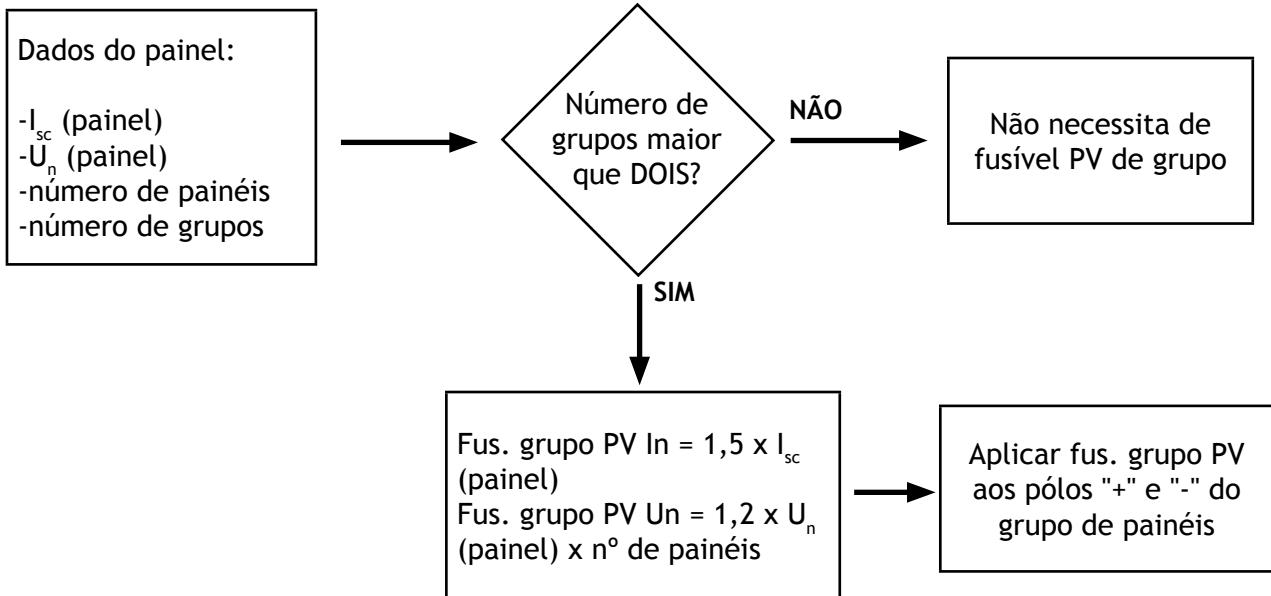 Dados do painel:
-Isc (painel)
-Un (painel)
-número de painéis
-número de grupos
Número de
grupos maior
que DOIS?
NÃO
Não necessita de
fusível PV de grupo
SIM
Fus. grupo PV In = 1,5 x Isc
(painel)
Fus. grupo PV Un = 1,2 x Un
(painel) x nº de painéis
Aplicar fus. grupo PV
aos pólos "+" e "-" do
grupo de painéis